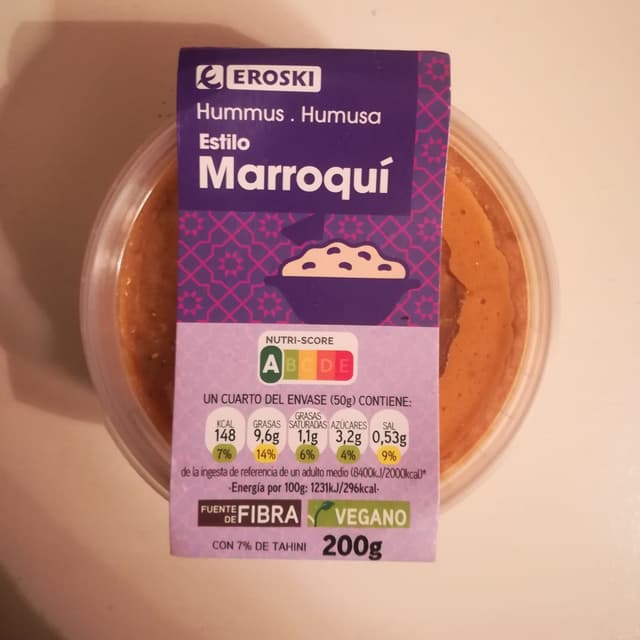 EROSKI
Hummus . Humusa
Estilo
Marroquí
NUTRI-SCORE
A B C D E
UN CUARTO DEL ENVASE (50g) CONTIENE:
KCAL GRASAS GRASAS SATURADAS AZÚCARES SAL
148 9,6g 1,1g 3,2g 0,53g
7% 14% 6% 4% 9%
de la ingesta de referencia de un adulto medio (8400kJ/2000kcal)*
-Energía por 100g: 1231kJ/296kcal-
FUENTE DE FIBRA VEGANO
CON 7% DE TAHINI 200g